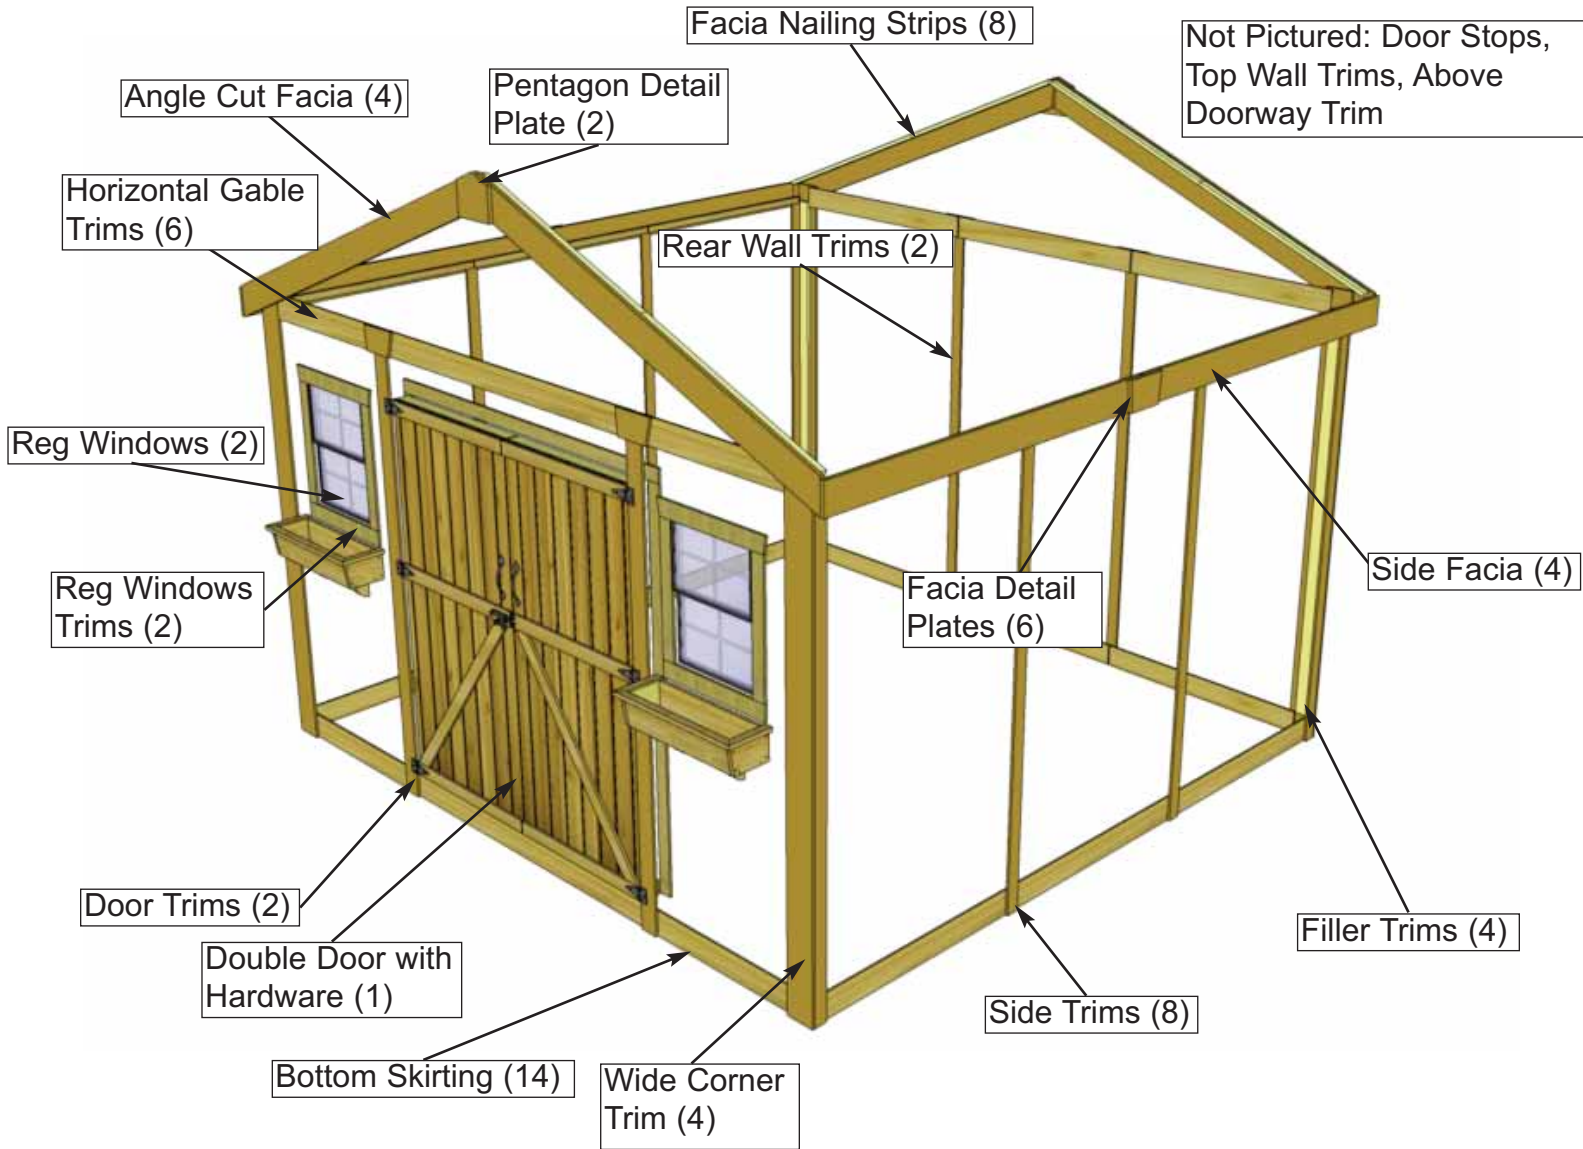 Facia Nailing Strips (8)
Not Pictured: Door Stops,
Top Wall Trims, Above
Doorway Trim
Angle Cut Facia (4)
Pentagon Detail
Plate (2)
Horizontal Gable
Trims (6)
Rear Wall Trims (2)
Reg Windows (2)
Reg Windows
Trims (2)
Facia Detail
Plates (6)
Side Facia (4)
Door Trims (2)
Double Door with
Hardware (1)
Filler Trims (4)
Side Trims (8)
Bottom Skirting (14)
Wide Corner
Trim (4)